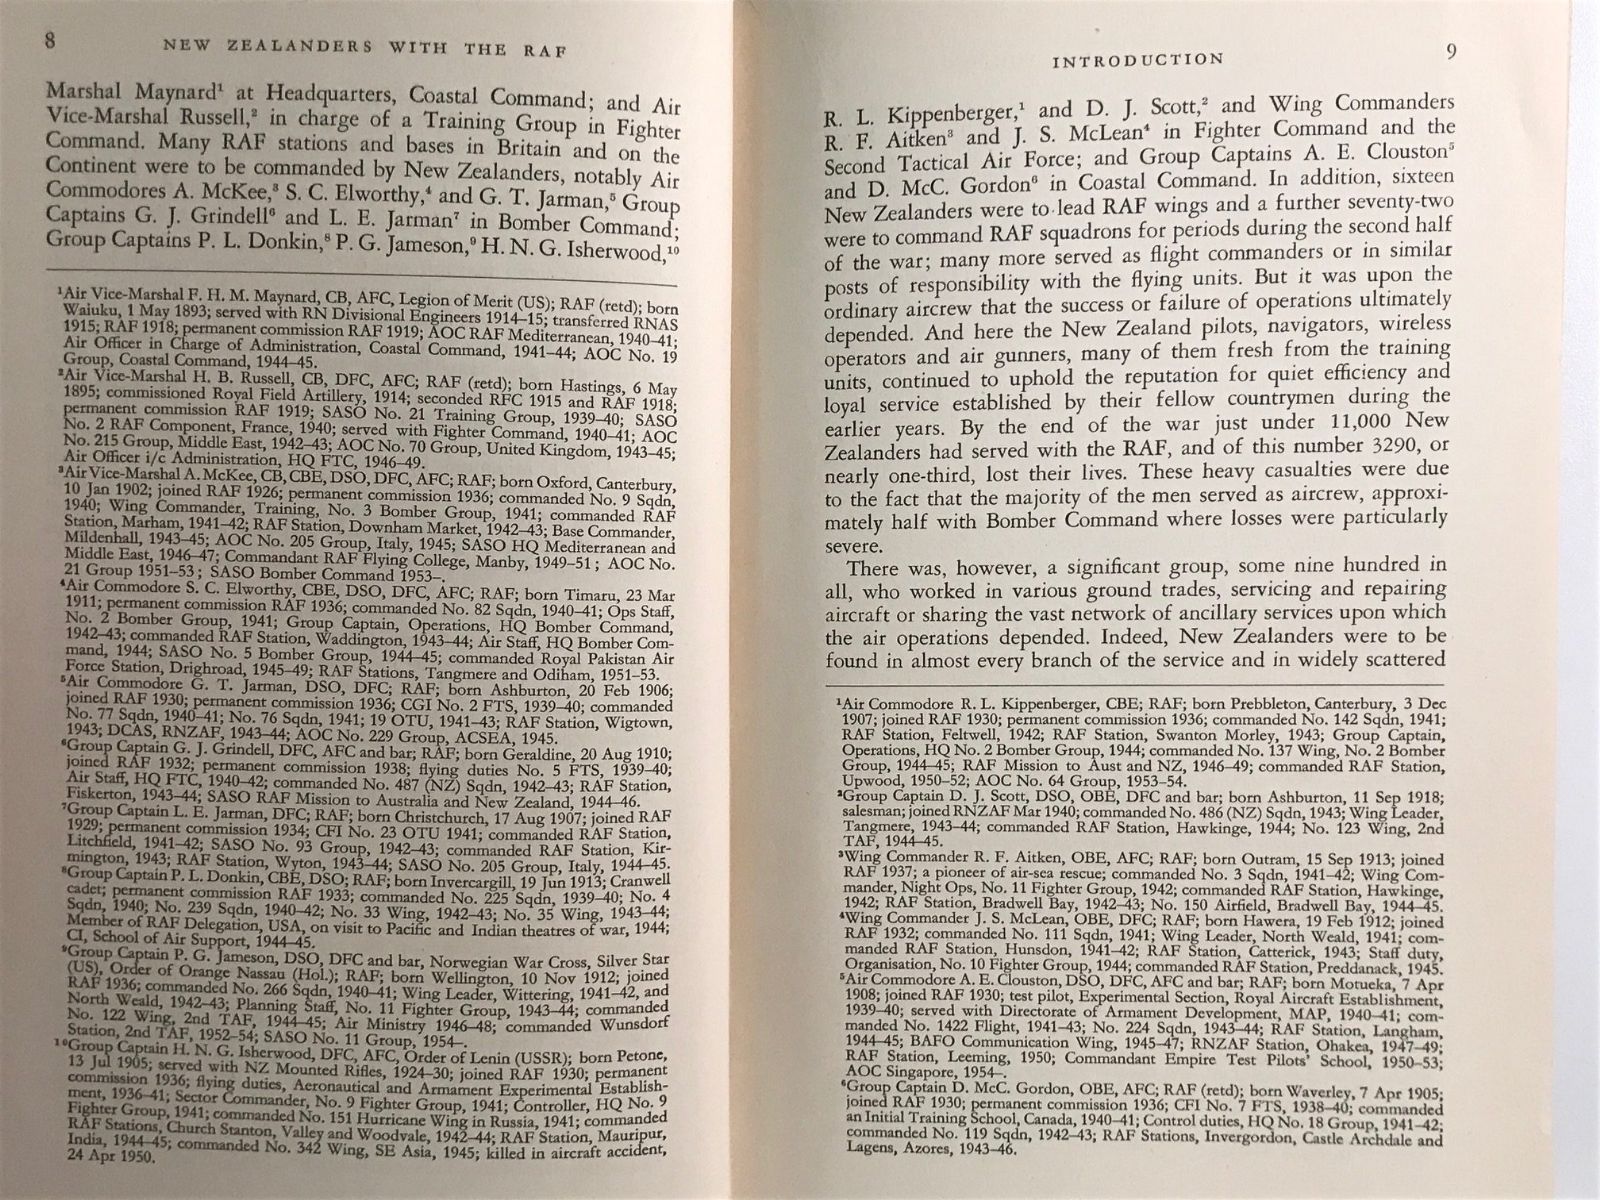 8
NEW ZEALANDERS WITH THE RAF
Marshal Maynard¹ at Headquarters, Coastal Command; and Air
Vice-Marshal Russell,² in charge of a Training Group in Fighter
Command. Many RAF stations and bases in Britain and on the
Continent were to be commanded by New Zealanders, notably Air
Commodores A. McKee,³ S. C. Elworthy,⁴ and G. T. Jarman,⁵ Group
Captains G. J. Grindell⁶ and L. E. Jarman⁷ in Bomber Command;
Group Captains P. L. Donkin,⁸ P. G. Jameson,⁹ H. N. G. Isherwood,¹⁰
¹Air Vice-Marshal F. H. M. Maynard, CB, AFC, Legion of Merit (US); RAF (retd); born
Waiuku, 1 May 1893; served with RN Divisional Engineers 1914–15; transferred RNAS
1915; RAF 1918; permanent commission RAF 1919; AOC RAF Mediterranean, 1940–41;
Air Officer in Charge of Administration, Coastal Command, 1941–44; AOC No. 19
Group, Coastal Command, 1944–45.
²Air Vice-Marshal H. B. Russell, CB, DFC, AFC; RAF (retd); born Hastings, 6 May
1895; commissioned Royal Field Artillery, 1914; seconded RFC 1915 and RAF 1918;
permanent commission RAF 1919; SASO No. 21 Training Group, 1939–40; SASO
No. 2 RAF Component, France, 1940; served with Fighter Command, 1940–41; AOC
No. 215 Group, Middle East, 1942–43; AOC No. 70 Group, United Kingdom, 1943–45;
Air Officer i/c Administration, HQ FTC, 1946–49.
³Air Vice-Marshal A. McKee, CB, CBE, DSO, DFC, AFC; RAF; born Oxford, Canterbury,
10 Jan 1902; joined RAF 1926; permanent commission 1936; commanded No. 9 Sqdn,
1940; Wing Commander, Training, No. 3 Bomber Group, 1941; commanded RAF
Station, Marham, 1941–42; RAF Station, Downham Market, 1942–43; Base Commander,
Mildenhall, 1943–45; AOC No. 205 Group, Italy, 1945; SASO HQ Mediterranean and
Middle East, 1946–47; Commandant RAF Flying College, Manby, 1949–51; AOC No.
21 Group 1951–53; SASO Bomber Command 1953–.
⁴Air Commodore S. C. Elworthy, CBE, DSO, DFC, AFC; RAF; born Timaru, 23 Mar
1911; permanent commission RAF 1936; commanded No. 82 Sqdn, 1940–41; Ops Staff,
No. 2 Bomber Group, 1941; Group Captain, Operations, HQ Bomber Command,
1942–43; commanded RAF Station, Waddington, 1943–44; Air Staff, HQ Bomber Com-
mand, 1944; SASO No. 5 Bomber Group, 1944–45; commanded Royal Pakistan Air
Force Station, Drighroad, 1945–49; RAF Stations, Tangmere and Odiham, 1951–53.
⁵Air Commodore G. T. Jarman, DSO, DFC; RAF; born Ashburton, 20 Feb 1906;
joined RAF 1930; permanent commission 1936; CGI No. 2 FTS, 1939–40; commanded
No. 77 Sqdn, 1940–41; No. 76 Sqdn, 1941; 19 OTU, 1941–43; RAF Station, Wigtown,
1943; DCAS, RNZAF, 1943–44; AOC No. 229 Group, ACSEA, 1945.
⁶Group Captain G. J. Grindell, DFC, AFC and bar; RAF; born Geraldine, 20 Aug 1910;
joined RAF 1932; permanent commission 1938; flying duties No. 5 FTS, 1939–40;
Air Staff, HQ FTC, 1940–42; commanded No. 487 (NZ) Sqdn, 1942–43; RAF Station,
Fiskerton, 1943–44; SASO RAF Mission to Australia and New Zealand, 1944–46.
⁷Group Captain L. E. Jarman, DFC; RAF; born Christchurch, 17 Aug 1907; joined RAF
1929; permanent commission 1934; CFI No. 23 OTU 1941; commanded RAF Station,
Litchfield, 1941–42; SASO No. 93 Group, 1942–43; commanded RAF Station, Kir-
mington, 1943; RAF Station, Wyton, 1943–44; SASO No. 205 Group, Italy, 1944–45.
⁸Group Captain P. L. Donkin, CBE, DSO; RAF; born Invercargill, 19 Jun 1913; Cranwell
cadet; permanent commission RAF 1933; commanded No. 225 Sqdn, 1939–40; No. 4
Sqdn, 1940; No. 239 Sqdn, 1940–42; No. 33 Wing, 1942–43; No. 35 Wing, 1943–44;
Member of RAF Delegation, USA, on visit to Pacific and Indian theatres of war, 1944;
CI, School of Air Support, 1944–45.
⁹Group Captain P. G. Jameson, DSO, DFC and bar, Norwegian War Cross, Silver Star
(US), Order of Orange Nassau (Hol.); RAF; born Wellington, 10 Nov 1912; joined
RAF 1936; commanded No. 266 Sqdn, 1940–41; Wing Leader, Wittering, 1941–42, and
North Weald, 1942–43; Planning Staff, No. 11 Fighter Group, 1943–44; commanded
No. 122 Wing, 2nd TAF, 1944–45; Air Ministry 1946–48; commanded Wunsdorf
Station, 2nd TAF, 1952–54; SASO No. 11 Group, 1954–.
¹⁰Group Captain H. N. G. Isherwood, DFC, AFC, Order of Lenin (USSR); born Petone,
13 Jul 1905; served with NZ Mounted Rifles, 1924–30; joined RAF 1930; permanent
commission 1936; flying duties, Aeronautical and Armament Experimental Establish-
ment, 1936–41; Sector Commander, No. 9 Fighter Group, 1941; Controller, HQ No. 9
Fighter Group, 1941; commanded No. 151 Hurricane Wing in Russia, 1941; commanded
RAF Stations, Church Stanton, Valley and Woodvale, 1942–44; RAF Station, Mauripur,
India, 1944–45; commanded No. 342 Wing, SE Asia, 1945; killed in aircraft accident,
24 Apr 1950.
INTRODUCTION
9
R. L. Kippenberger,¹ and D. J. Scott,² and Wing Commanders
R. F. Aitken³ and J. S. McLean⁴ in Fighter Command and the
Second Tactical Air Force; and Group Captains A. E. Clouston⁵
and D. McC. Gordon⁶ in Coastal Command. In addition, sixteen
New Zealanders were to lead RAF wings and a further seventy-two
were to command RAF squadrons for periods during the second half
of the war; many more served as flight commanders or in similar
posts of responsibility with the flying units. But it was upon the
ordinary aircrew that the success or failure of operations ultimately
depended. And here the New Zealand pilots, navigators, wireless
operators and air gunners, many of them fresh from the training
units, continued to uphold the reputation for quiet efficiency and
loyal service established by their fellow countrymen during the
earlier years. By the end of the war just under 11,000 New
Zealanders had served with the RAF, and of this number 3290, or
nearly one-third, lost their lives. These heavy casualties were due
to the fact that the majority of the men served as aircrew, approxi-
mately half with Bomber Command where losses were particularly
severe.
There was, however, a significant group, some nine hundred in
all, who worked in various ground trades, servicing and repairing
aircraft or sharing the vast network of ancillary services upon which
the air operations depended. Indeed, New Zealanders were to be
found in almost every branch of the service and in widely scattered
¹Air Commodore R. L. Kippenberger, CBE; RAF; born Prebbleton, Canterbury, 3 Dec
1907; joined RAF 1930; permanent commission 1936; commanded No. 142 Sqdn, 1941;
RAF Station, Feltwell, 1942; RAF Station, Swanton Morley, 1943; Group Captain,
Operations, HQ No. 2 Bomber Group, 1944; commanded No. 137 Wing, No. 2 Bomber
Group, 1944–45; RAF Mission to Aust and NZ, 1946–49; commanded RAF Station,
Upwood, 1950–52; AOC No. 64 Group, 1953–54.
²Group Captain D. J. Scott, DSO, OBE, DFC and bar; born Ashburton, 11 Sep 1918;
salesman; joined RNZAF Mar 1940; commanded No. 486 (NZ) Sqdn, 1943; Wing Leader,
Tangmere, 1943–44; commanded RAF Station, Hawkinge, 1944; No. 123 Wing, 2nd
TAF, 1944–45.
³Wing Commander R. F. Aitken, OBE, AFC; RAF; born Outram, 15 Sep 1913; joined
RAF 1937; a pioneer of air-sea rescue; commanded No. 3 Sqdn, 1941–42; Wing Com-
mander, Night Ops, No. 11 Fighter Group, 1942; commanded RAF Station, Hawkinge,
1942; RAF Station, Bradwell Bay, 1942–43; No. 150 Airfield, Bradwell Bay, 1944–45.
⁴Wing Commander J. S. McLean, OBE, DFC; RAF; born Hawera, 19 Feb 1912; joined
RAF 1932; commanded No. 111 Sqdn, 1941; Wing Leader, North Weald, 1941; com-
manded RAF Station, Hunsdon, 1941–42; RAF Station, Catterick, 1943; Staff duty,
Organisation, No. 10 Fighter Group, 1944; commanded RAF Station, Preddanack, 1945.
⁵Air Commodore A. E. Clouston, DSO, DFC, AFC and bar; RAF; born Motueka, 7 Apr
1908; joined RAF 1930; test pilot, Experimental Section, Royal Aircraft Establishment,
1939–40; served with Directorate of Armament Development, MAP, 1940–41; com-
manded No. 1422 Flight, 1941–43; No. 224 Sqdn, 1943–44; RAF Station, Langham,
1944–45; BAFO Communication Wing, 1945–47; RNZAF Station, Ohakea, 1947–49;
RAF Station, Leeming, 1950; Commandant Empire Test Pilots' School, 1950–53;
AOC Singapore, 1954–.
⁶Group Captain D. McC. Gordon, OBE, AFC; RAF (retd); born Waverley, 7 Apr 1905;
joined RAF 1930; permanent commission 1936; CFI No. 7 FTS, 1938–40; commanded
an Initial Training School, Canada, 1940–41; Control duties, HQ No. 18 Group, 1941–42;
commanded No. 119 Sqdn, 1942–43; RAF Stations, Invergordon, Castle Archdale and
Lagens, Azores, 1943–46.